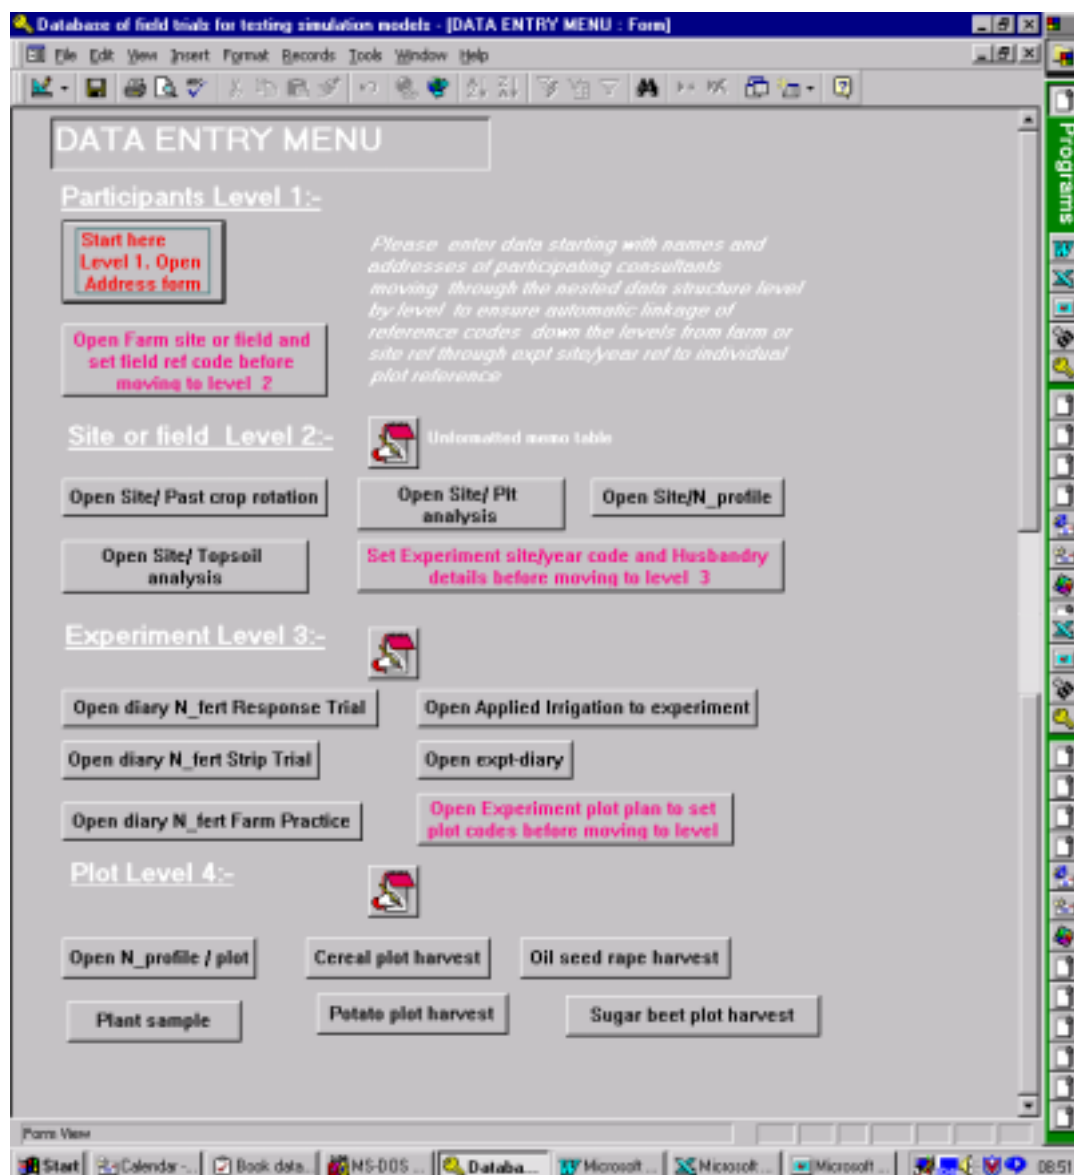 Database of field trials for testing simulation models - [DATA ENTRY MENU : Form]
File Edit View Insert Format Records Tools Window Help
DATA ENTRY MENU
Programs
Participants Level 1:-
Start here
Level 1. Open
Address form
Please enter data starting with names and
addresses of participating consultants
moving through the nested data structure level
by level to ensure automatic linkage of
reference codes down the levels from farm or
site ref through expt site/year ref to individual
plot reference
Open Farm site or field and
set field ref code before
moving to level 2
Site or field Level 2:-
Unformatted memo table
Open Site/ Past crop rotation
Open Site/ Pit
analysis
Open Site/N_profile
Open Site/ Topsoil
analysis
Set Experiment site/year code and Husbandry
details before moving to level 3
Experiment Level 3:-
Open diary N_fert Response Trial
Open Applied Irrigation to experiment
Open diary N_fert Strip Trial
Open expt-diary
Open diary N_fert Farm Practice
Open Experiment plot plan to set
plot codes before moving to level
Plot Level 4:-
Open N_profile / plot
Cereal plot harvest
Oil seed rape harvest
Plant sample
Potato plot harvest
Sugar beet plot harvest
Form View
Start Calendar -... Book data... MS-DOS ... Databa... Microsoft ... Microsoft... Microsoft ... 08:51